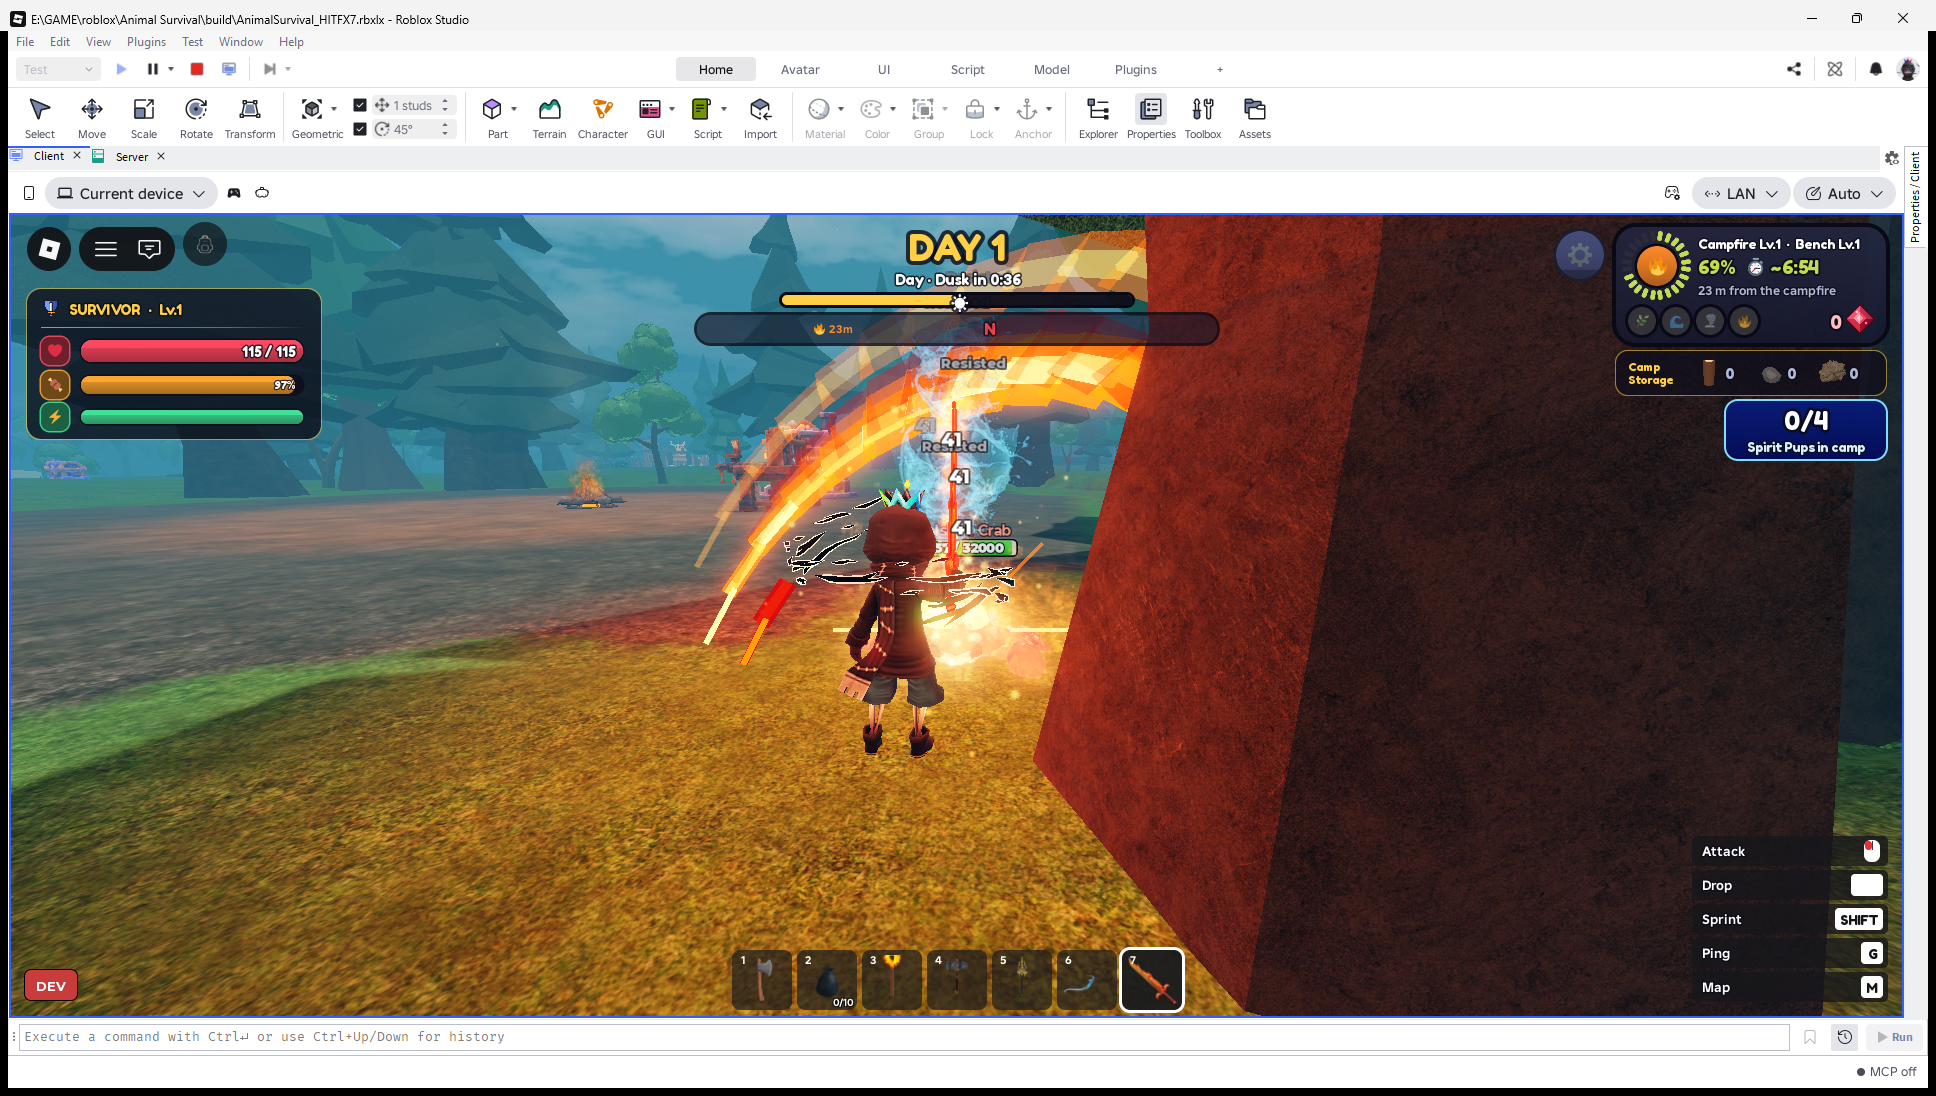 E:\GAME\roblox\Animal Survival\build\AnimalSurvival_HITFX7.rbxlx - Roblox Studio
File Edit View Plugins Test Window Help
Test
Home Avatar UI Script Model Plugins +
1 studs
45°
Select Move Scale Rotate Transform Geometric Part Terrain Character GUI Script Import Material Color Group Lock Anchor Explorer Properties Toolbox Assets
Client Server
Properties / Client
Current device
LAN Auto
DAY 1
Day · Dusk in 0:36
23m N
SURVIVOR · Lv.1
115 / 115
97%
Campfire Lv.1 · Bench Lv.1
69% ~6:54
23 m from the campfire
0
Camp Storage 0 0 0
0/4
Spirit Pups in camp
Resisted
41
41
Resisted
41
41 Crab
32000
Attack
Drop
Sprint SHIFT
Ping G
Map M
DEV
1 2 3 4 5 6 7
0/10
Execute a command with Ctrl+↵ or use Ctrl+Up/Down for history
Run
MCP off